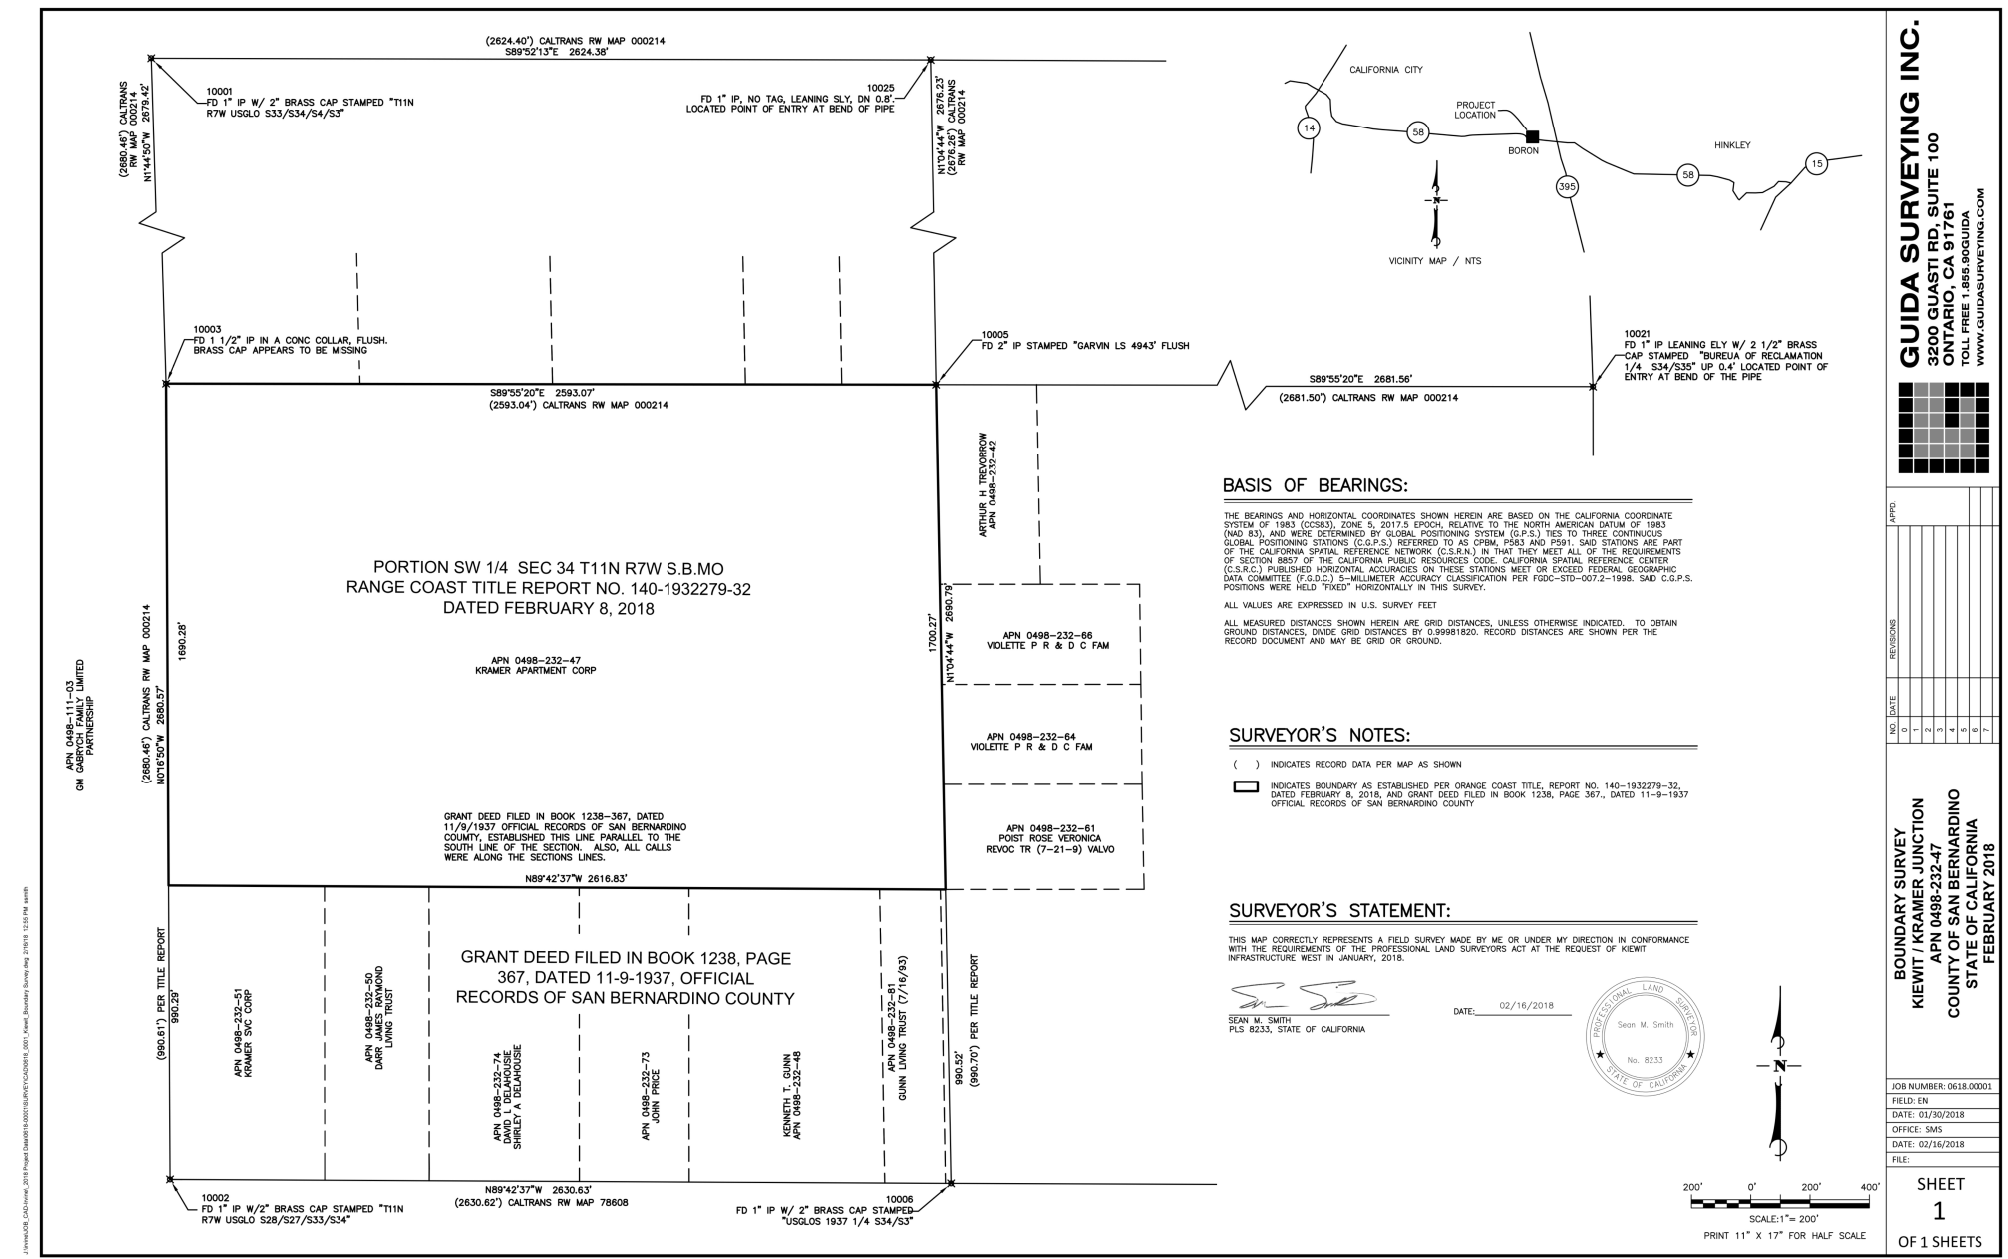 (2624.40') CALTRANS RW MAP 000214
S89°52'13"E 2624.38'
10001
FD 1" IP W/ 2" BRASS CAP STAMPED "T11N
R7W USGLO S33/S34/S4/S3"
(2680.46') CALTRANS
RW MAP 000214
N1°44'50"W 2679.42'
10025
FD 1" IP, NO TAG, LEANING SLY, DN 0.8'.
LOCATED POINT OF ENTRY AT BEND OF PIPE
N1°04'44"W 2676.23'
(2676.26') CALTRANS
RW MAP 000214
CALIFORNIA CITY
PROJECT
LOCATION
14
58
BORON
HINKLEY
395
58
15
N
VICINITY MAP / NTS
10003
FD 1 1/2" IP IN A CONC COLLAR, FLUSH.
BRASS CAP APPEARS TO BE MISSING
10005
FD 2" IP STAMPED "GARVIN LS 4943' FLUSH
10021
FD 1" IP LEANING ELY W/ 2 1/2" BRASS
CAP STAMPED "BUREUA OF RECLAMATION
1/4 S34/S35" UP 0.4' LOCATED POINT OF
ENTRY AT BEND OF THE PIPE
S89°55'20"E 2593.07'
(2593.04') CALTRANS RW MAP 000214
S89°55'20"E 2681.56'
(2681.50') CALTRANS RW MAP 000214
ARTHUR H TREVORROW
APN 0498-232-42
PORTION SW 1/4 SEC 34 T11N R7W S.B.MO
RANGE COAST TITLE REPORT NO. 140-1932279-32
DATED FEBRUARY 8, 2018
APN 0498-232-47
KRAMER APARTMENT CORP
APN 0498-111-03
GM GABRYCH FAMILY LIMITED
PARTNERSHIP
(2680.46') CALTRANS RW MAP 000214
N0°16'50"W 2680.57'
1690.28'
1700.27'
N1°04'44"W 2690.79'
APN 0498-232-66
VIOLETTE P R & D C FAM
APN 0498-232-64
VIOLETTE P R & D C FAM
APN 0498-232-61
POIST ROSE VERONICA
REVOC TR (7-21-9) VALVO
GRANT DEED FILED IN BOOK 1238-367, DATED
11/9/1937 OFFICIAL RECORDS OF SAN BERNARDINO
COUMTY, ESTABLISHED THIS LINE PARALLEL TO THE
SOUTH LINE OF THE SECTION. ALSO, ALL CALLS
WERE ALONG THE SECTIONS LINES.
N89°42'37"W 2616.83'
GRANT DEED FILED IN BOOK 1238, PAGE
367, DATED 11-9-1937, OFFICIAL
RECORDS OF SAN BERNARDINO COUNTY
(990.61') PER TITLE REPORT
990.29'
APN 0498-232-51
KRAMER SVC CORP
APN 0498-232-50
DARR JAMES RAYMOND
LIVING TRUST
APN 0498-232-74
DAVID L DELAHOUSIE
SHIRLEY A DELAHOUSIE
APN 0498-232-73
JOHN PRICE
KENNETH T. GUNN
APN 0498-232-48
APN 0498-232-81
GUNN LIVING TRUST (7/16/93)
990.52'
(990.70') PER TITLE REPORT
10002
FD 1" IP W/2" BRASS CAP STAMPED "T11N
R7W USGLO S28/S27/S33/S34"
N89°42'37"W 2630.63'
(2630.62') CALTRANS RW MAP 78608
10006
FD 1" IP W/ 2" BRASS CAP STAMPED
"USGLOS 1937 1/4 S34/S3"
BASIS OF BEARINGS:
THE BEARINGS AND HORIZONTAL COORDINATES SHOWN HEREIN ARE BASED ON THE CALIFORNIA COORDINATE
SYSTEM OF 1983 (CCS83), ZONE 5, 2017.5 EPOCH, RELATIVE TO THE NORTH AMERICAN DATUM OF 1983
(NAD 83), AND WERE DETERMINED BY GLOBAL POSITIONING SYSTEM (G.P.S.) TIES TO THREE CONTINUOUS
GLOBAL POSITIONING STATIONS (C.G.P.S.) REFERRED TO AS CPBM, P583 AND P591. SAID STATIONS ARE PART
OF THE CALIFORNIA SPATIAL REFERENCE NETWORK (C.S.R.N.) IN THAT THEY MEET ALL OF THE REQUIREMENTS
OF SECTION 8857 OF THE CALIFORNIA PUBLIC RESOURCES CODE. CALIFORNIA SPATIAL REFERENCE CENTER
(C.S.R.C.) PUBLISHED HORIZONTAL ACCURACIES ON THESE STATIONS MEET OR EXCEED FEDERAL GEOGRAPHIC
DATA COMMITTEE (F.G.D.C.) 5-MILLIMETER ACCURACY CLASSIFICATION PER FGDC-STD-007.2-1998. SAID C.G.P.S.
POSITIONS WERE HELD "FIXED" HORIZONTALLY IN THIS SURVEY.
ALL VALUES ARE EXPRESSED IN U.S. SURVEY FEET
ALL MEASURED DISTANCES SHOWN HEREIN ARE GRID DISTANCES, UNLESS OTHERWISE INDICATED. TO OBTAIN
GROUND DISTANCES, DIVIDE GRID DISTANCES BY 0.99981820. RECORD DISTANCES ARE SHOWN PER THE
RECORD DOCUMENT AND MAY BE GRID OR GROUND.
SURVEYOR'S NOTES:
( ) INDICATES RECORD DATA PER MAP AS SHOWN
INDICATES BOUNDARY AS ESTABLISHED PER ORANGE COAST TITLE, REPORT NO. 140-1932279-32,
DATED FEBRUARY 8, 2018, AND GRANT DEED FILED IN BOOK 1238, PAGE 367., DATED 11-9-1937
OFFICIAL RECORDS OF SAN BERNARDINO COUNTY
SURVEYOR'S STATEMENT:
THIS MAP CORRECTLY REPRESENTS A FIELD SURVEY MADE BY ME OR UNDER MY DIRECTION IN CONFORMANCE
WITH THE REQUIREMENTS OF THE PROFESSIONAL LAND SURVEYORS ACT AT THE REQUEST OF KIEWIT
INFRASTRUCTURE WEST IN JANUARY, 2018.
SEAN M. SMITH
PLS 8233, STATE OF CALIFORNIA
DATE: 02/16/2018
PROFESSIONAL LAND SURVEYOR
Sean M. Smith
No. 8233
STATE OF CALIFORNIA
N
200' 0' 200' 400'
SCALE:1"= 200'
PRINT 11" X 17" FOR HALF SCALE
GUIDA SURVEYING INC.
3200 GUASTI RD, SUITE 100
ONTARIO, CA 91761
TOLL FREE 1.855.90GUIDA
WWW.GUIDASURVEYING.COM
NO. DATE REVISIONS APPD.
0
1
2
3
4
5
6
7
BOUNDARY SURVEY
KIEWIT / KRAMER JUNCTION
APN 0498-232-47
COUNTY OF SAN BERNARDINO
STATE OF CALIFORNIA
FEBRUARY 2018
JOB NUMBER: 0618.00001
FIELD: EN
DATE: 01/30/2018
OFFICE: SMS
DATE: 02/16/2018
FILE:
SHEET
1
OF 1 SHEETS